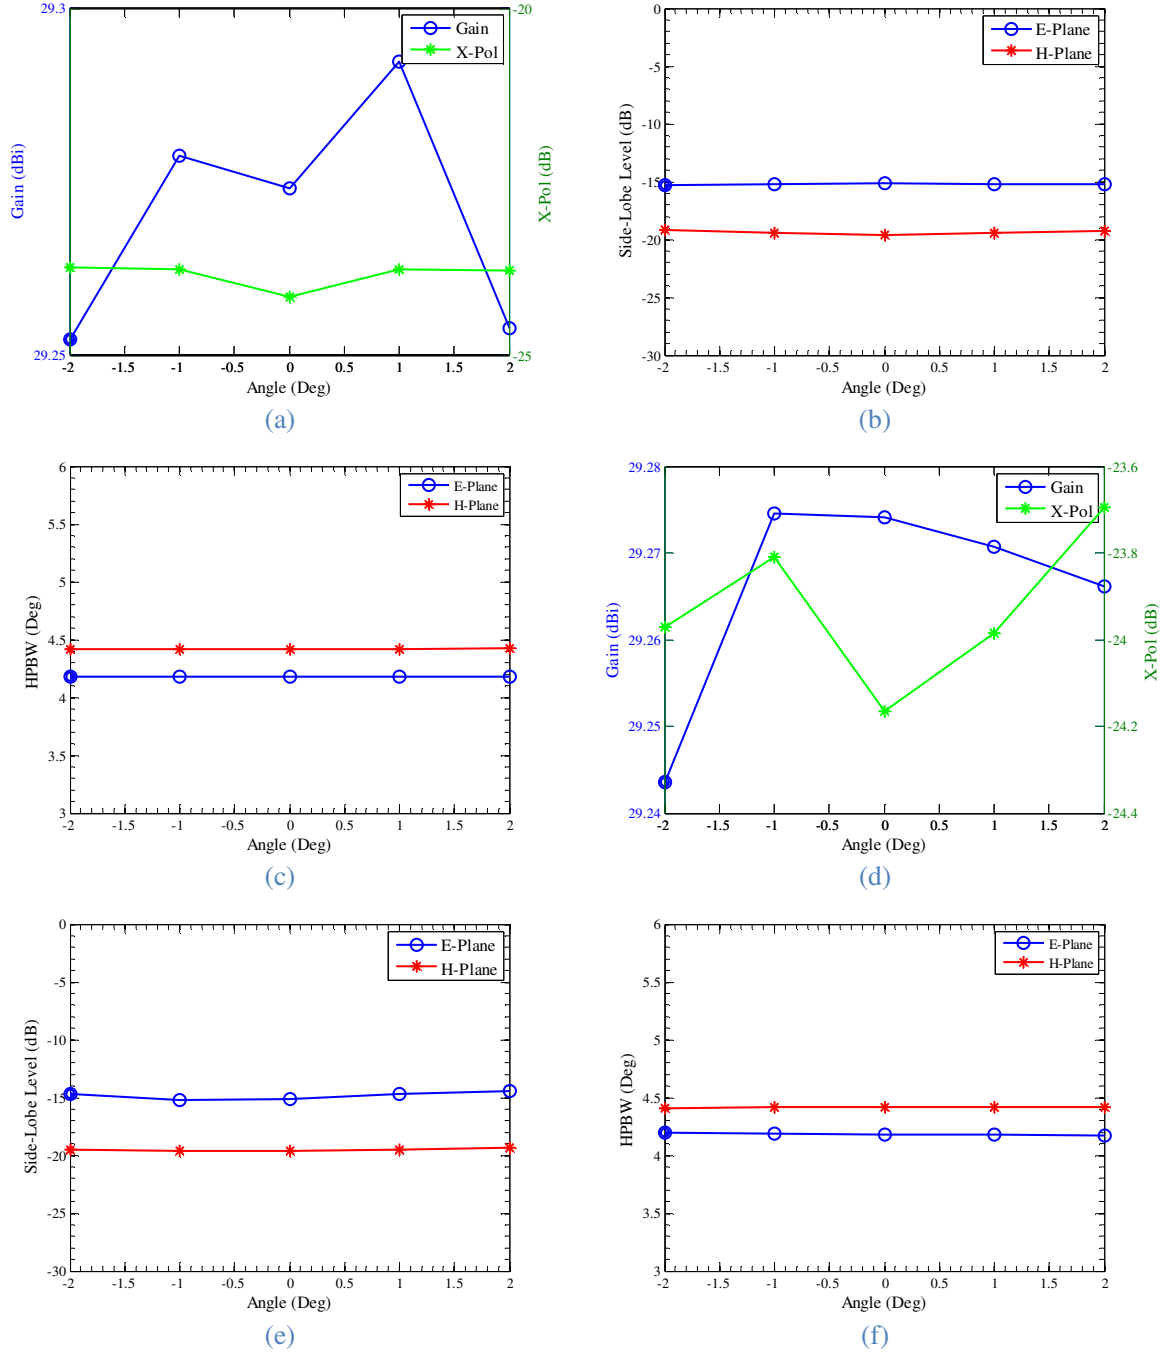 29.3
-20
Gain
X-Pol
Gain (dBi)
X-Pol (dB)
29.25
-25
-2 -1.5 -1 -0.5 0 0.5 1 1.5 2
Angle (Deg)
(a)
0
-5
-10
-15
-20
-25
-30
E-Plane
H-Plane
Side-Lobe Level (dB)
-2 -1.5 -1 -0.5 0 0.5 1 1.5 2
Angle (Deg)
(b)
6
5.5
5
4.5
4
3.5
3
E-Plane
H-Plane
HPBW (Deg)
-2 -1.5 -1 -0.5 0 0.5 1 1.5 2
Angle (Deg)
(c)
29.28
29.27
29.26
29.25
29.24
Gain
X-Pol
Gain (dBi)
-23.6
-23.8
-24
-24.2
-24.4
X-Pol (dB)
-2 -1.5 -1 -0.5 0 0.5 1 1.5 2
Angle (Deg)
(d)
0
-5
-10
-15
-20
-25
-30
E-Plane
H-Plane
Side-Lobe Level (dB)
-2 -1.5 -1 -0.5 0 0.5 1 1.5 2
Angle (Deg)
(e)
6
5.5
5
4.5
4
3.5
3
E-Plane
H-Plane
HPBW (Deg)
-2 -1.5 -1 -0.5 0 0.5 1 1.5 2
Angle (Deg)
(f)